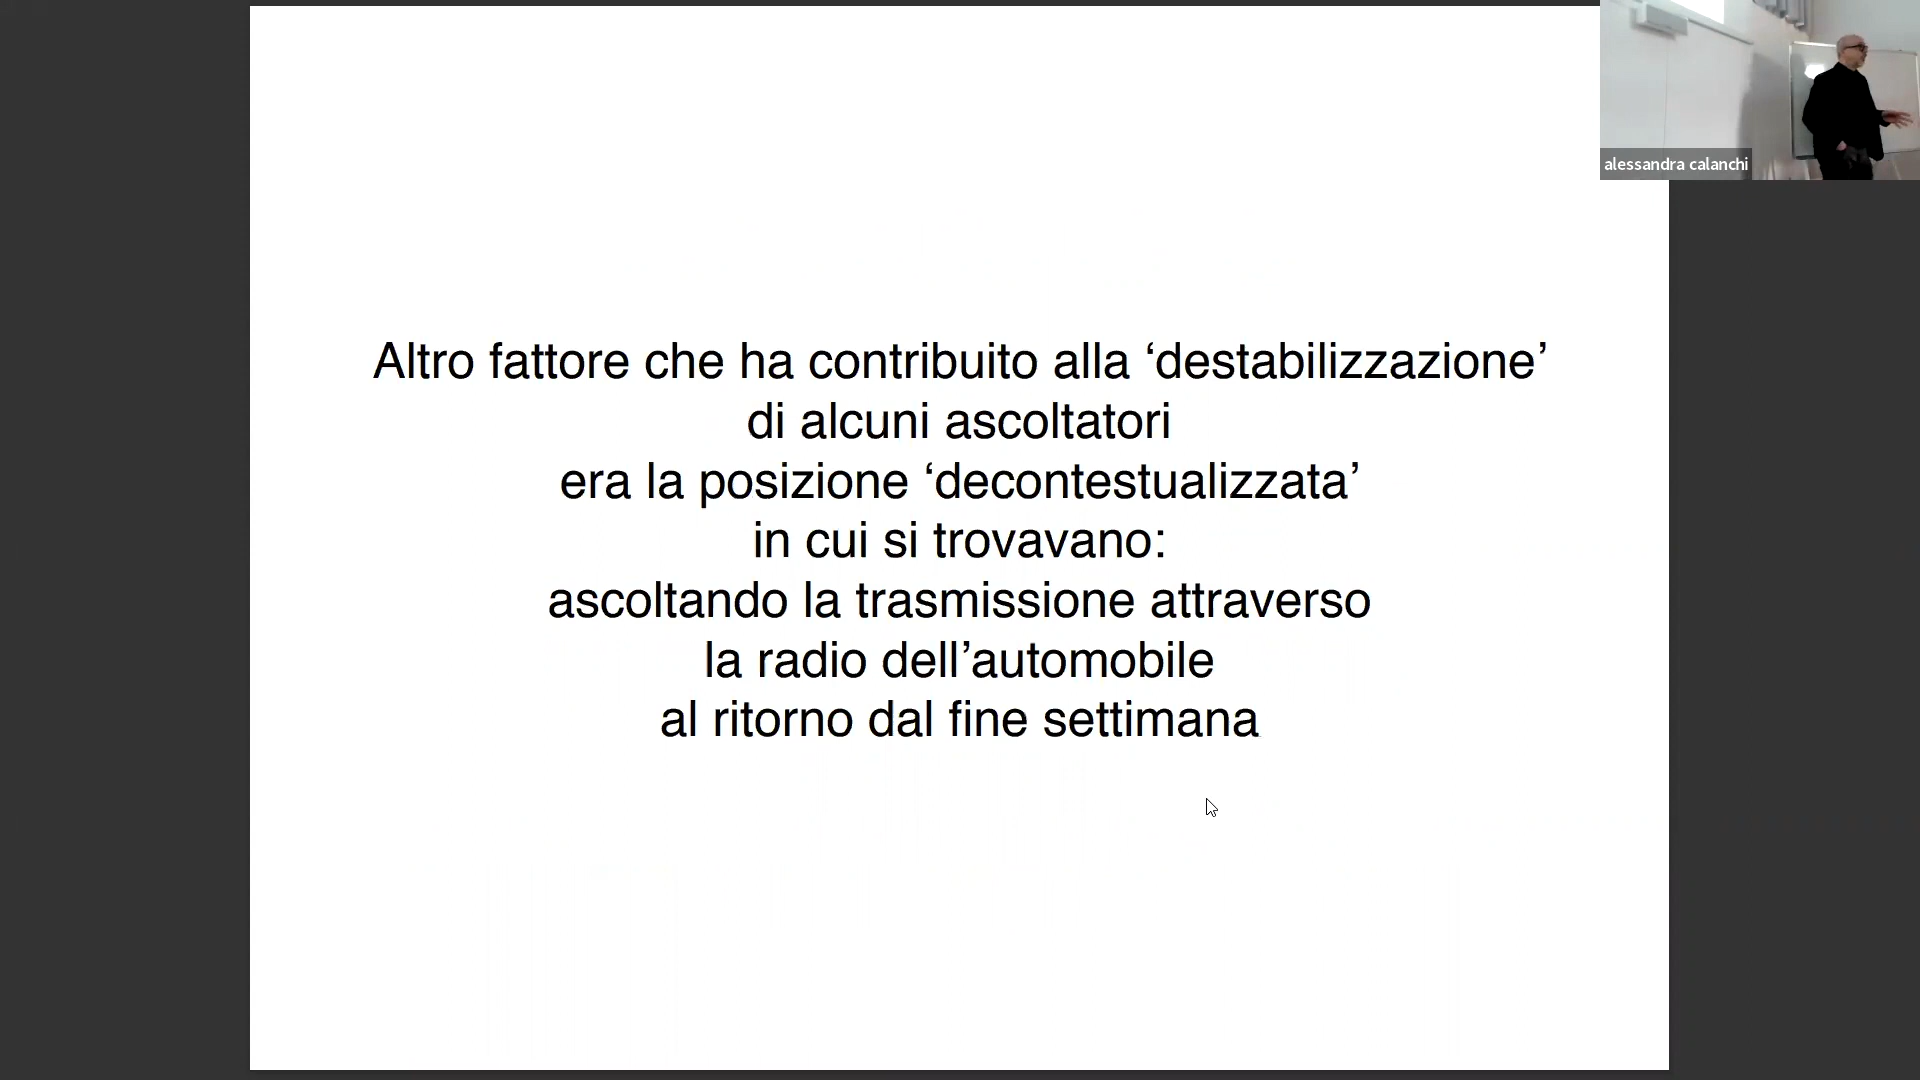 alessandra calanchi
Altro fattore che ha contribuito alla ‘destabilizzazione’
di alcuni ascoltatori
era la posizione ‘decontestualizzata’
in cui si trovavano:
ascoltando la trasmissione attraverso
la radio dell’automobile
al ritorno dal fine settimana